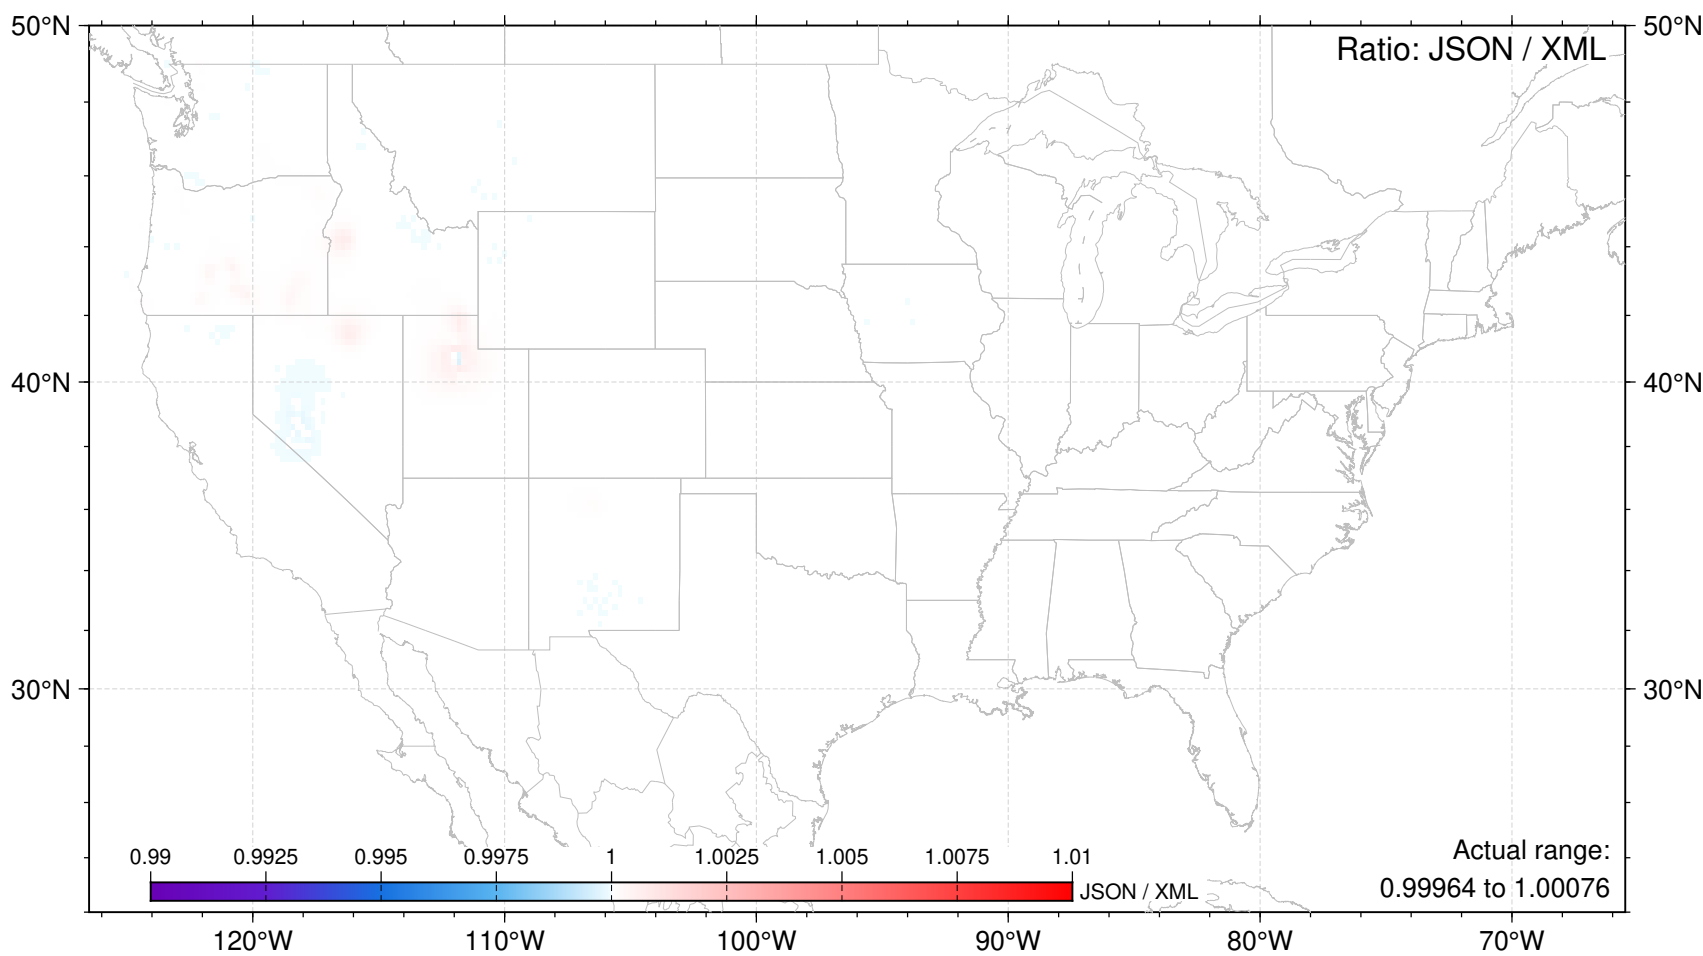 50°N 50°N
Ratio: JSON / XML
40°N 40°N
30°N 30°N
0.99 0.9925 0.995 0.9975 1 1.0025 1.005 1.0075 1.01
JSON / XML
Actual range:
0.99964 to 1.00076
120°W 110°W 100°W 90°W 80°W 70°W